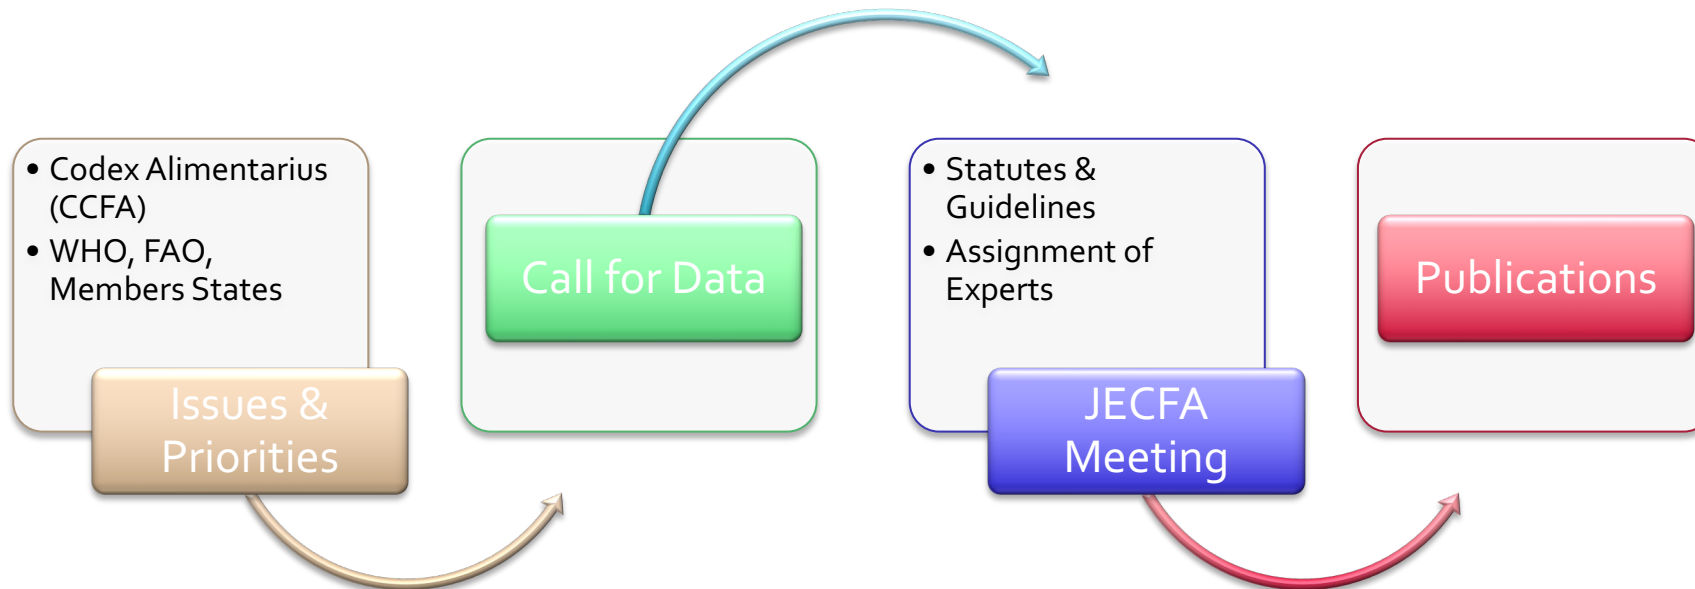 • Codex Alimentarius
(CCFA)
• WHO, FAO,
Members States
Issues &
Priorities
Call for Data
• Statutes &
Guidelines
• Assignment of
Experts
JECFA
Meeting
Publications